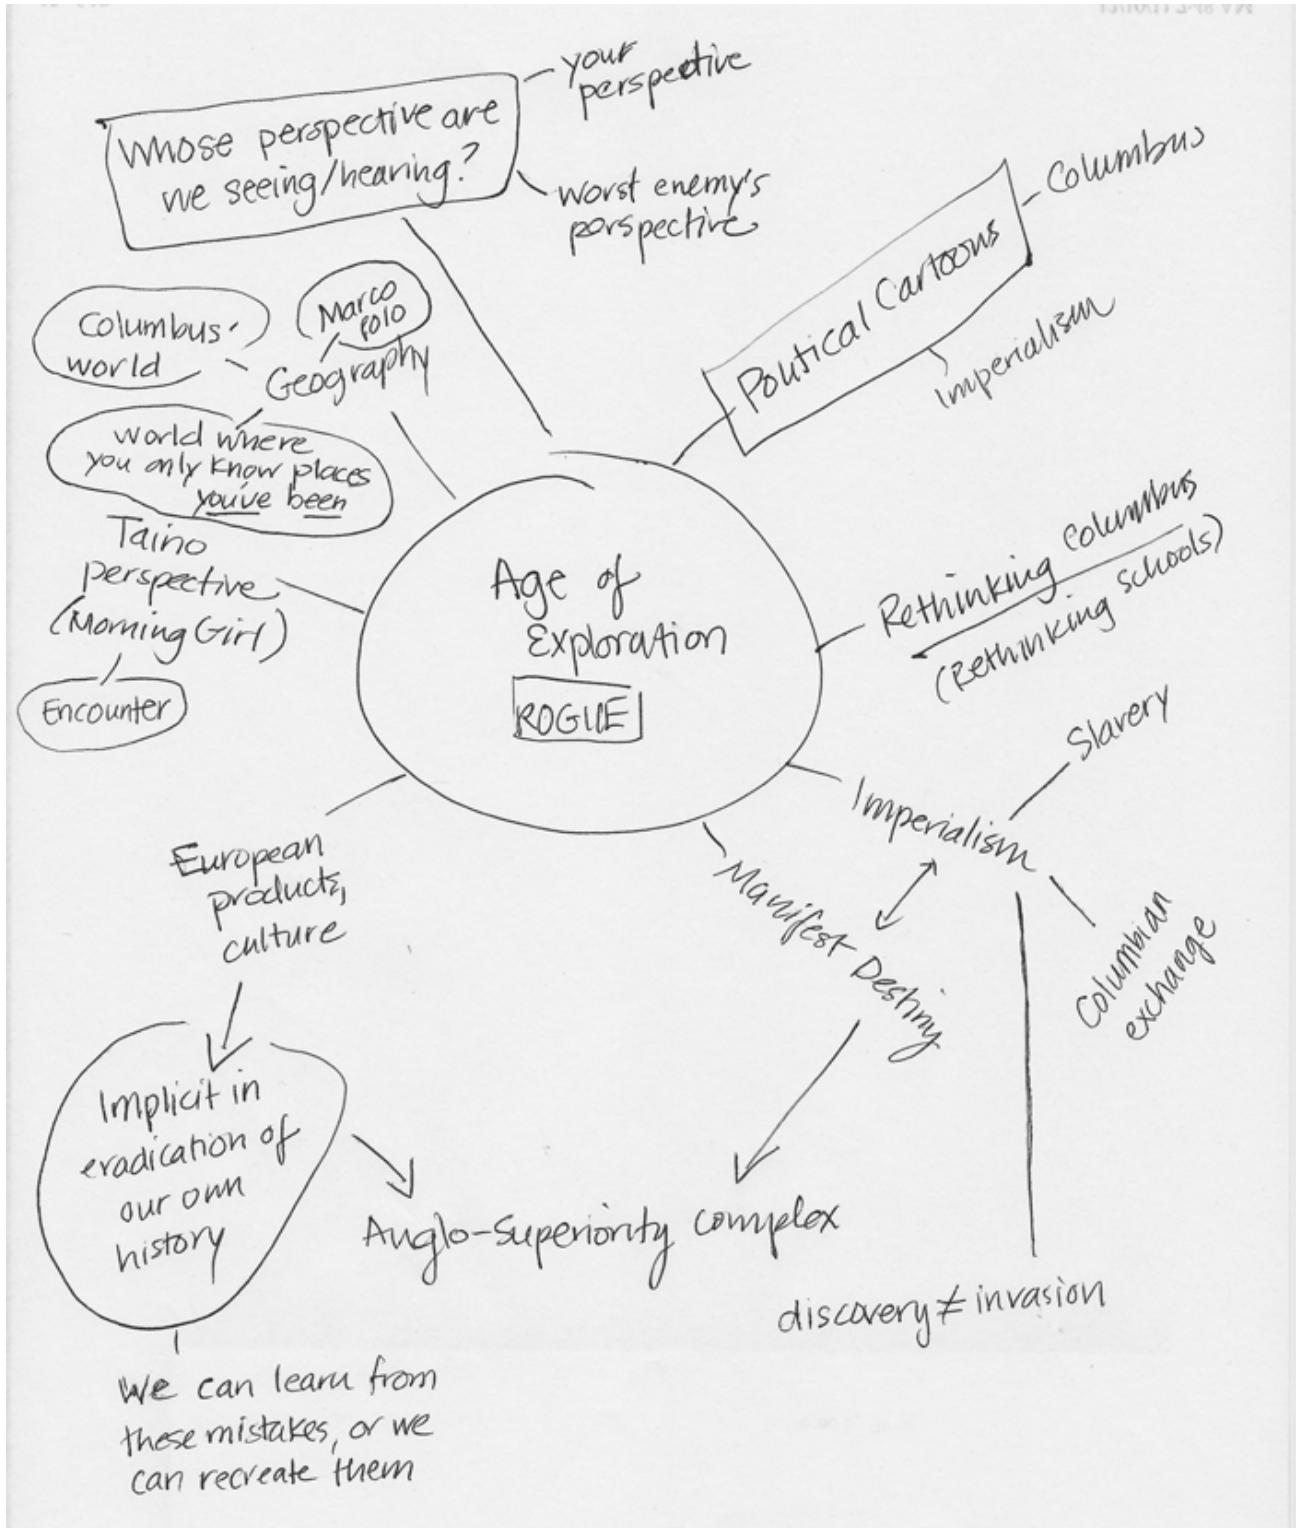 Whose perspective are
we seeing/hearing?
your
perspective
worst enemy's
perspective
Political Cartoons
Columbus
Imperialism
Columbus'
world
Marco
Polo
Geography
world where
you only know places
you've been
Taino
perspective
(Morning Girl)
Encounter
Age of
Exploration
ROGUE
Rethinking Columbus
(Rethinking Schools)
Imperialism
Slavery
Columbian
exchange
Manifest Destiny
European
products,
culture
Implicit in
eradication of
our own
history
Anglo-Superiority complex
discovery ≠ invasion
We can learn from
these mistakes, or we
can recreate them